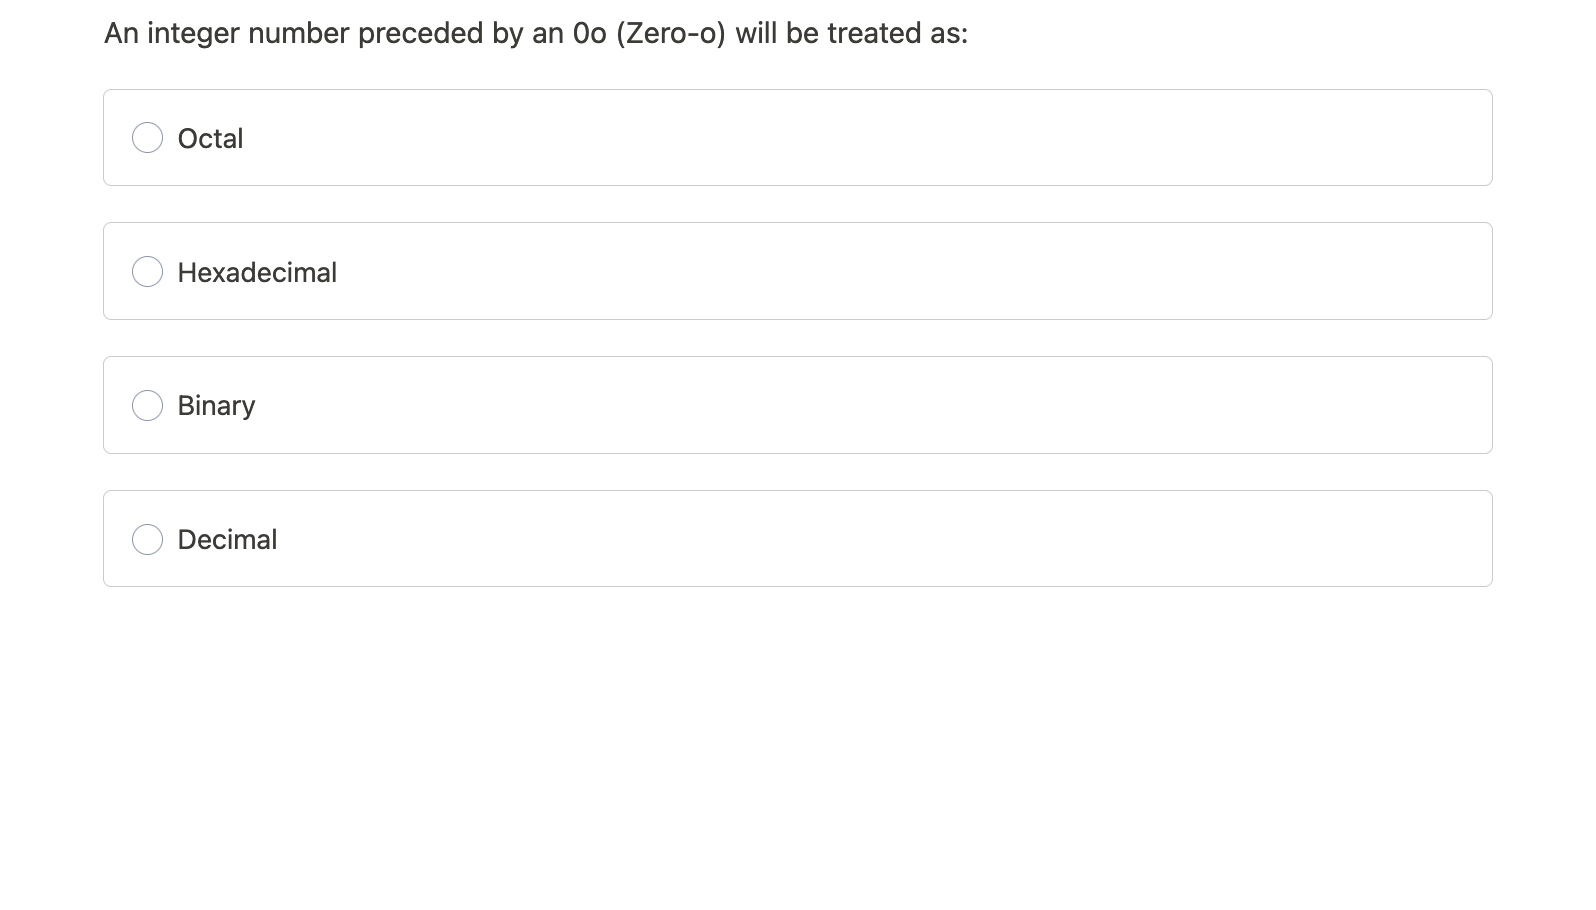 An integer number preceded by an 0o (Zero-o) will be treated as:
Octal
Hexadecimal
Binary
Decimal